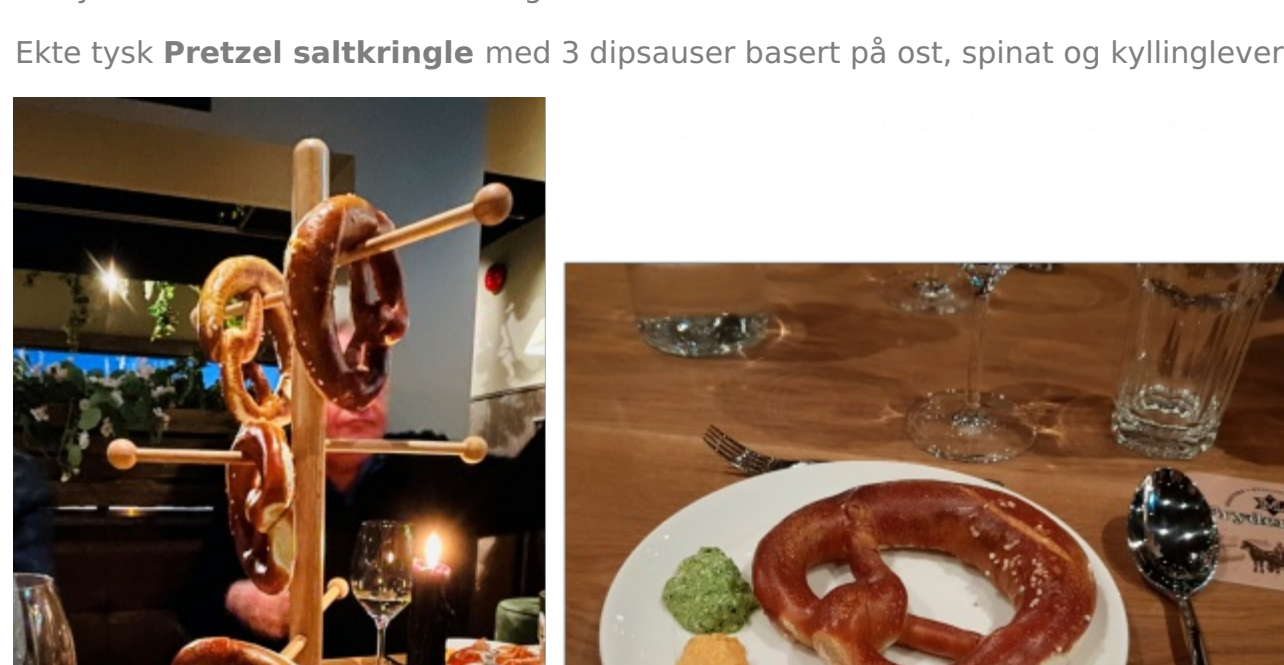 Ekte tysk Pretzel saltkringle med 3 dipsauser basert på ost, spinat og kyllinglever